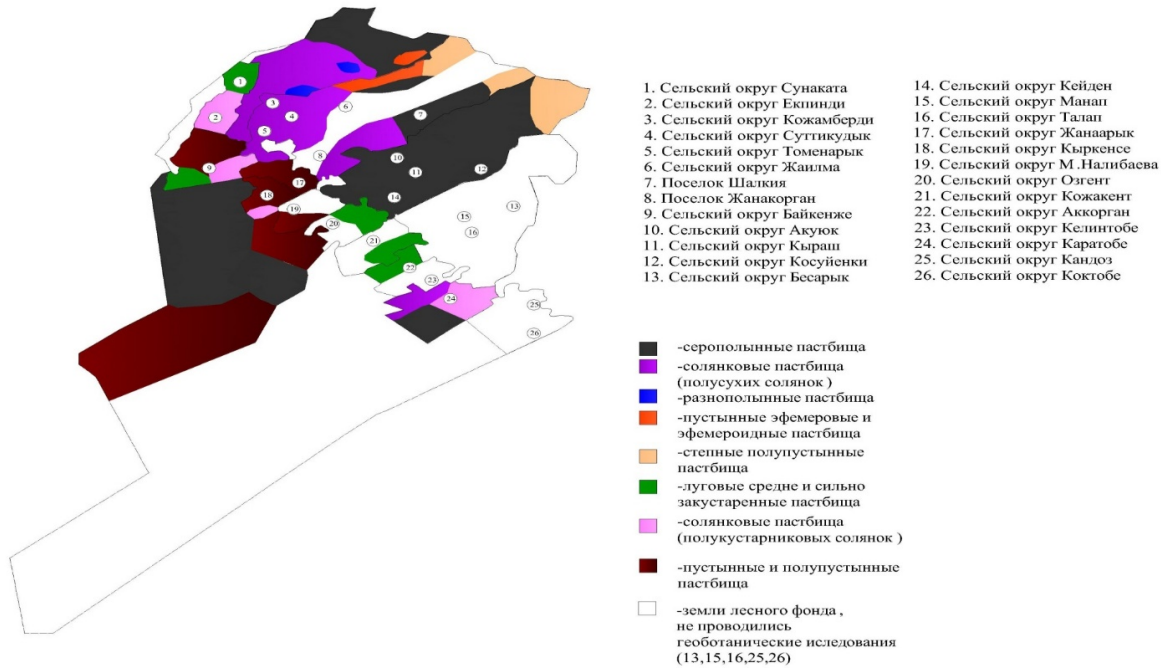 1. Сельский округ Сунаката
2. Сельский округ Екпинди
3. Сельский округ Кожамберди
4. Сельский округ Суттикудык
5. Сельский округ Томенарык
6. Сельский округ Жаилма
7. Поселок Шалкия
8. Поселок Жанакорган
9. Сельский округ Байкенже
10. Сельский округ Акуюк
11. Сельский округ Кыраш
12. Сельский округ Косуйенки
13. Сельский округ Бесарык
14. Сельский округ Кейден
15. Сельский округ Манап
16. Сельский округ Талап
17. Сельский округ Жанаарык
18. Сельский округ Кыркенсе
19. Сельский округ М.Налибаева
20. Сельский округ Озгент
21. Сельский округ Кожакент
22. Сельский округ Аккорган
23. Сельский округ Келинтобе
24. Сельский округ Каратобе
25. Сельский округ Кандоз
26. Сельский округ Коктобе
-серополынные пастбища
-солянковые пастбища
(полусухих солянок )
-разнополынные пастбища
-пустынные эфемеровые и
эфемероидные пастбища
-степные полупустынные
пастбища
-луговые средне и сильно
закустаренные пастбища
-солянковые пастбища
(полукустарниковых солянок )
-пустынные и полупустынные
пастбища
-земли лесного фонда ,
не проводились
геоботанические иследования
(13,15,16,25,26)
1
2
3
4
5
6
7
8
9
10
11
12
13
14
15
16
17
18
19
20
21
22
23
24
25
26